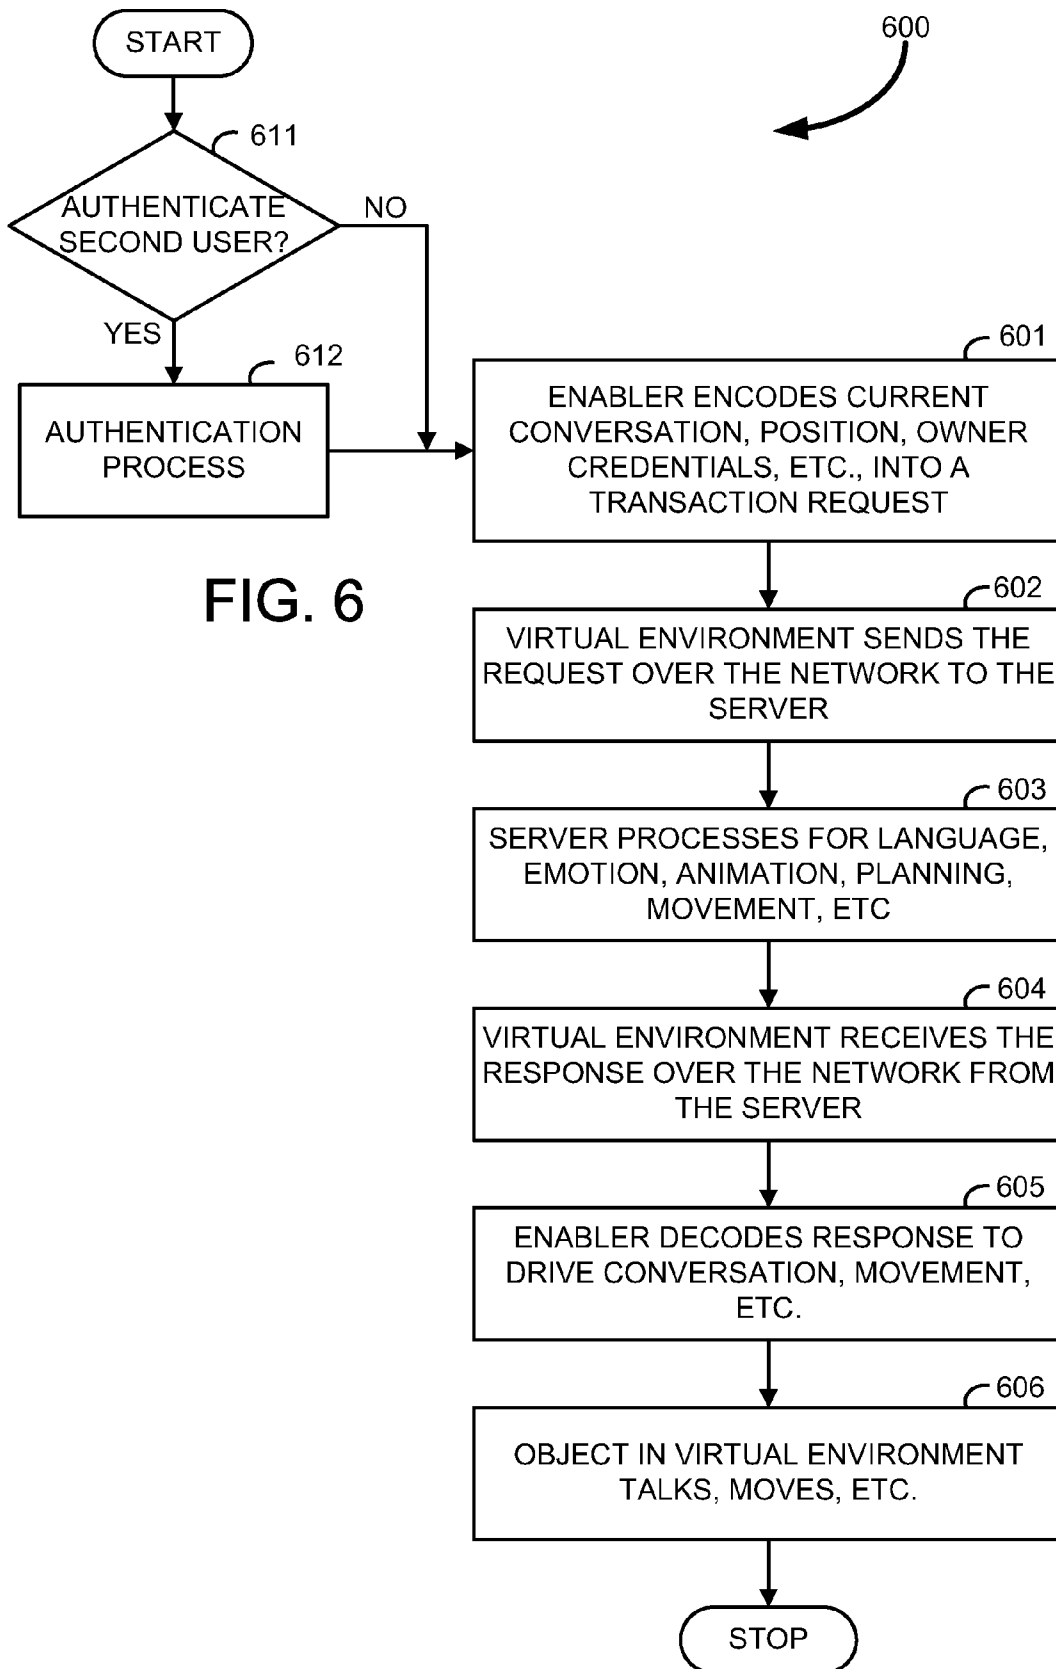 START
600
611
AUTHENTICATE
SECOND USER?
NO
YES
612
AUTHENTICATION
PROCESS
FIG. 6
601
ENABLER ENCODES CURRENT
CONVERSATION, POSITION, OWNER
CREDENTIALS, ETC., INTO A
TRANSACTION REQUEST
602
VIRTUAL ENVIRONMENT SENDS THE
REQUEST OVER THE NETWORK TO THE
SERVER
603
SERVER PROCESSES FOR LANGUAGE,
EMOTION, ANIMATION, PLANNING,
MOVEMENT, ETC
604
VIRTUAL ENVIRONMENT RECEIVES THE
RESPONSE OVER THE NETWORK FROM
THE SERVER
605
ENABLER DECODES RESPONSE TO
DRIVE CONVERSATION, MOVEMENT,
ETC.
606
OBJECT IN VIRTUAL ENVIRONMENT
TALKS, MOVES, ETC.
STOP